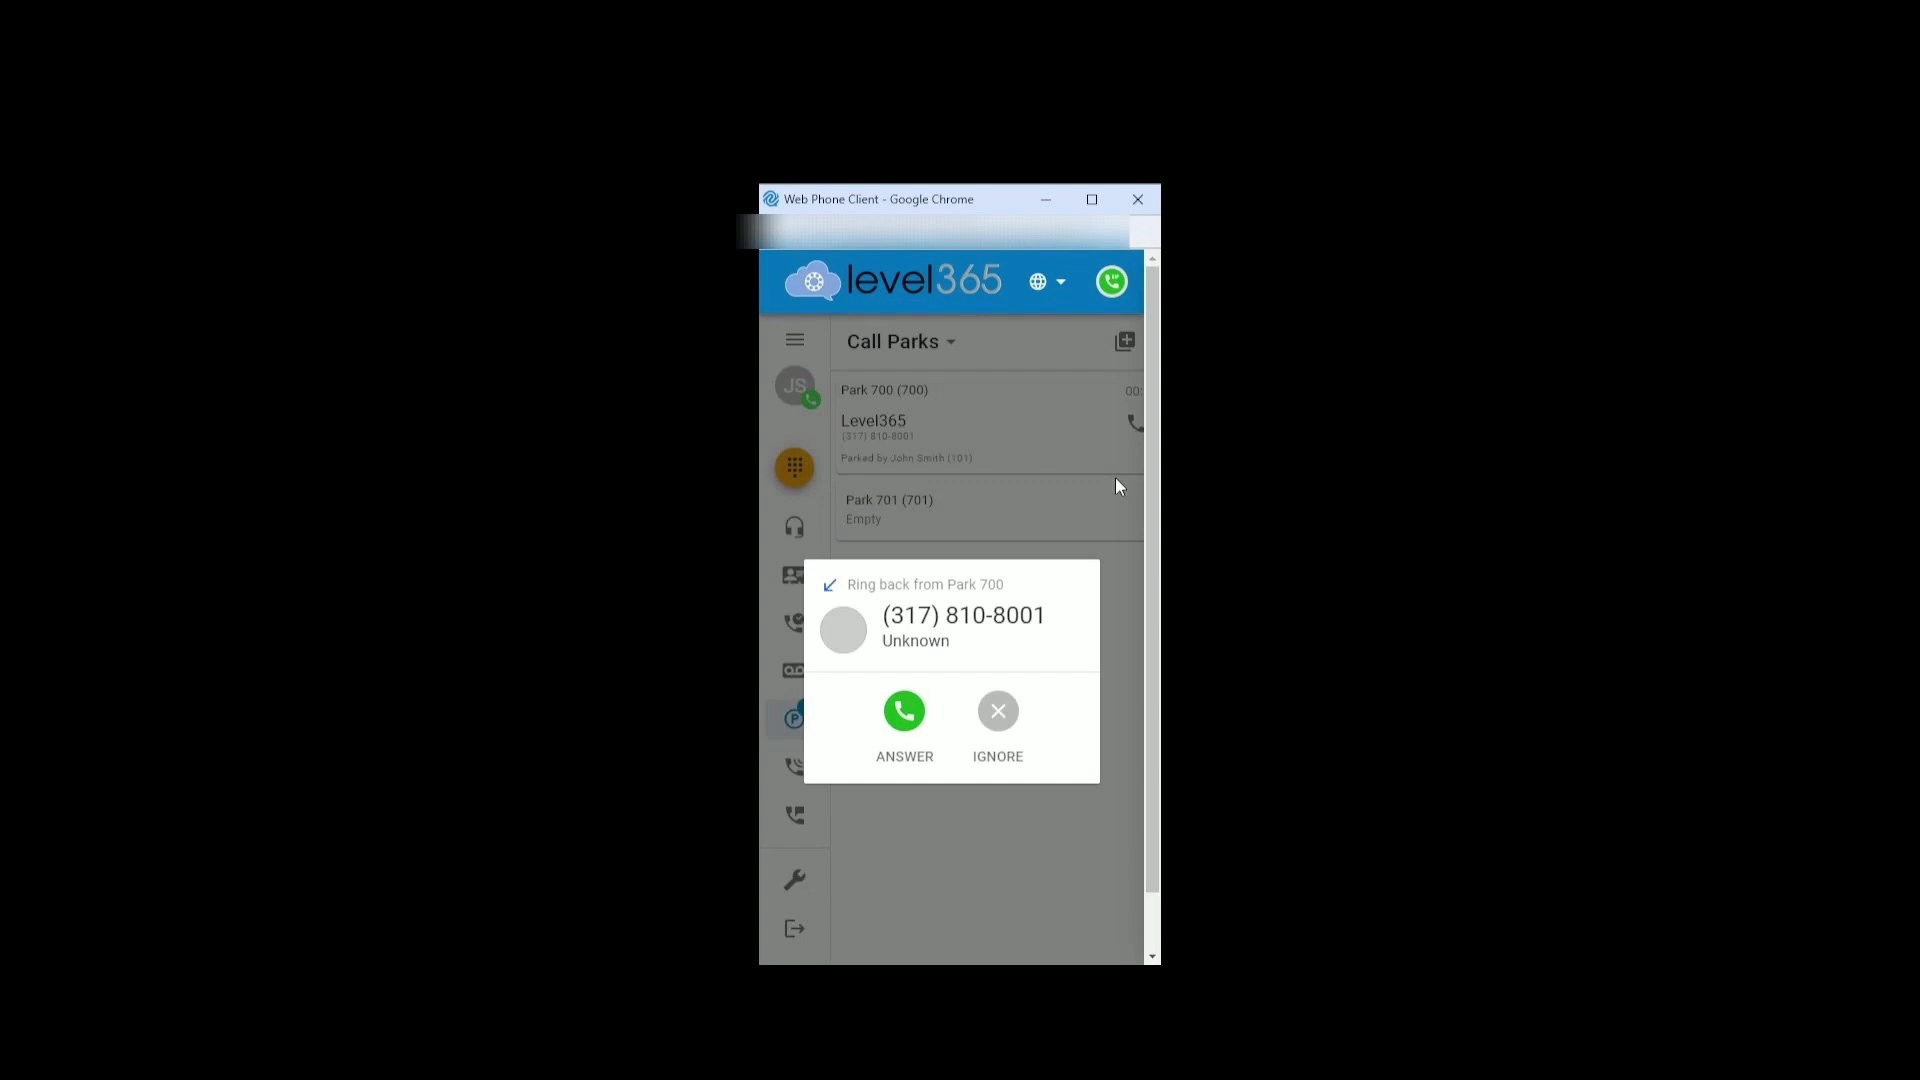 Web Phone Client - Google Chrome
level365
Call Parks
JS
Park 700 (700)
00:
Level365
(317) 810-8001
Parked by John Smith (101)
Park 701 (701)
Empty
Ring back from Park 700
(317) 810-8001
Unknown
P
ANSWER
IGNORE